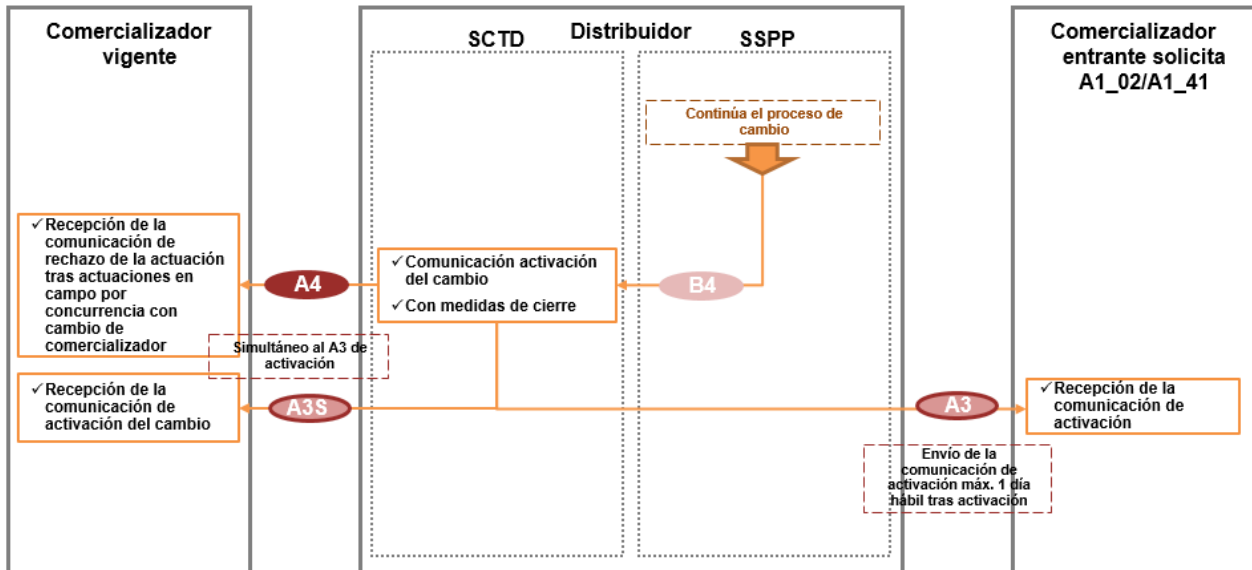 Comercializador
vigente
Distribuidor
SCTD
SSPP
Comercializador
entrante solicita
A1_02/A1_41
Continúa el proceso de
cambio
✓Recepción de la
comunicación de
rechazo de la actuación
tras actuaciones en
campo por
concurrencia con
cambio de
comercializador
A4
✓Comunicación activación
del cambio
✓Con medidas de cierre
B4
Simultáneo al A3 de
activación
✓Recepción de la
comunicación de
activación del cambio
A3S
A3
✓Recepción de la
comunicación de
activación
Envío de la
comunicación de
activación máx. 1 día
hábil tras activación